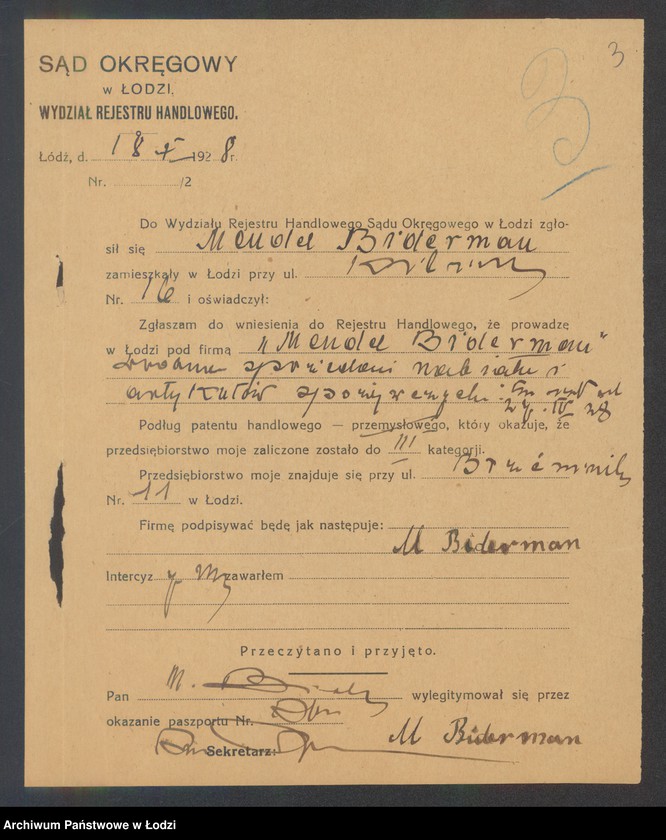 3
SĄD OKRĘGOWY
w ŁODZI,
WYDZIAŁ REJESTRU HANDLOWEGO.
Łódź, d. 18 X 1928 r.
Nr. /2
Do Wydziału Rejestru Handlowego Sądu Okręgowego w Łodzi zgło-
sił się Mendel Biderman
zamieszkały w Łodzi przy ul.
Nr. 16 i oświadczył:
Zgłaszam do wniesienia do Rejestru Handlowego, że prowadzę
w Łodzi pod firmą „Mendel Biderman"
sprzedaż nabiału i
artykułów spożywczych
Podług patentu handlowego — przemysłowego, który okazuję, że
przedsiębiorstwo moje zaliczone zostało do III kategorji.
Przedsiębiorstwo moje znajduje się przy ul.
Nr. 11 w Łodzi.
Firmę podpisywać będę jak następuje:
M Biderman
Intercyz zawarłem
Przeczytano i przyjęto.
Pan M. wylegitymował się przez
okazanie paszportu Nr.
M Biderman
Sekretarz:
Archiwum Państwowe w Łodzi